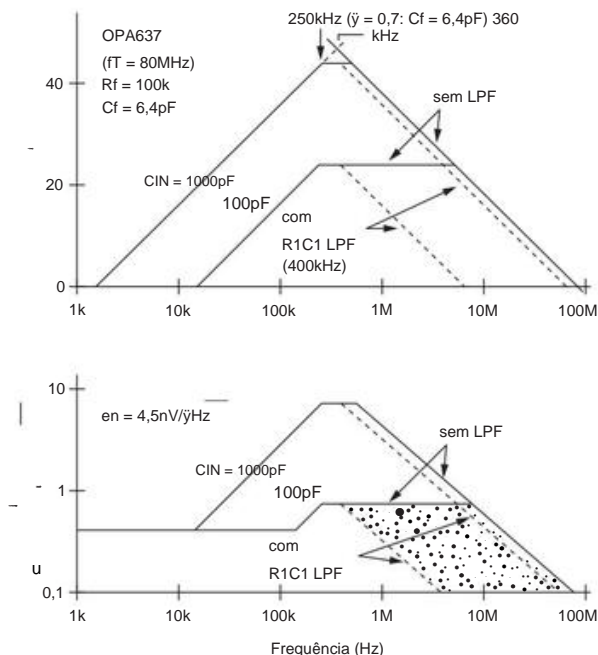 250kHz (ÿ = 0,7: Cf = 6,4pF) 360
kHz
OPA637
(fT = 80MHz)
Rf = 100k
Cf = 6,4pF
40
20
0
sem LPF
CIN = 1000pF
100pF
com
R1C1 LPF
(400kHz)
1k 10k 100k 1M 10M 100M
10
1
0,1
u
en = 4,5nV/ÿHz
sem LPF
CIN = 1000pF
100pF
com
R1C1 LPF
1k 10k 100k 1M 10M 100M
Frequência (Hz)